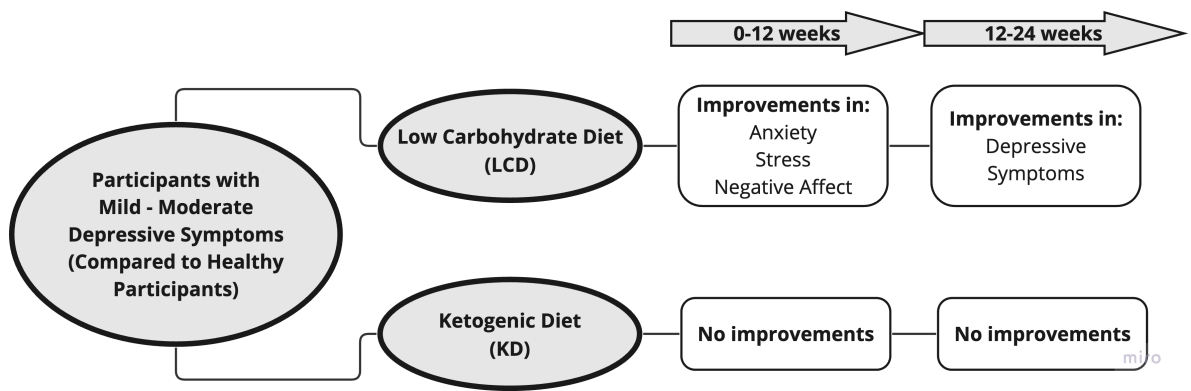 0-12 weeks
12-24 weeks
Participants with
Mild - Moderate
Depressive Symptoms
(Compared to Healthy
Participants)
Low Carbohydrate Diet
(LCD)
Improvements in:
Anxiety
Stress
Negative Affect
Improvements in:
Depressive
Symptoms
Ketogenic Diet
(KD)
No improvements
No improvements
miro